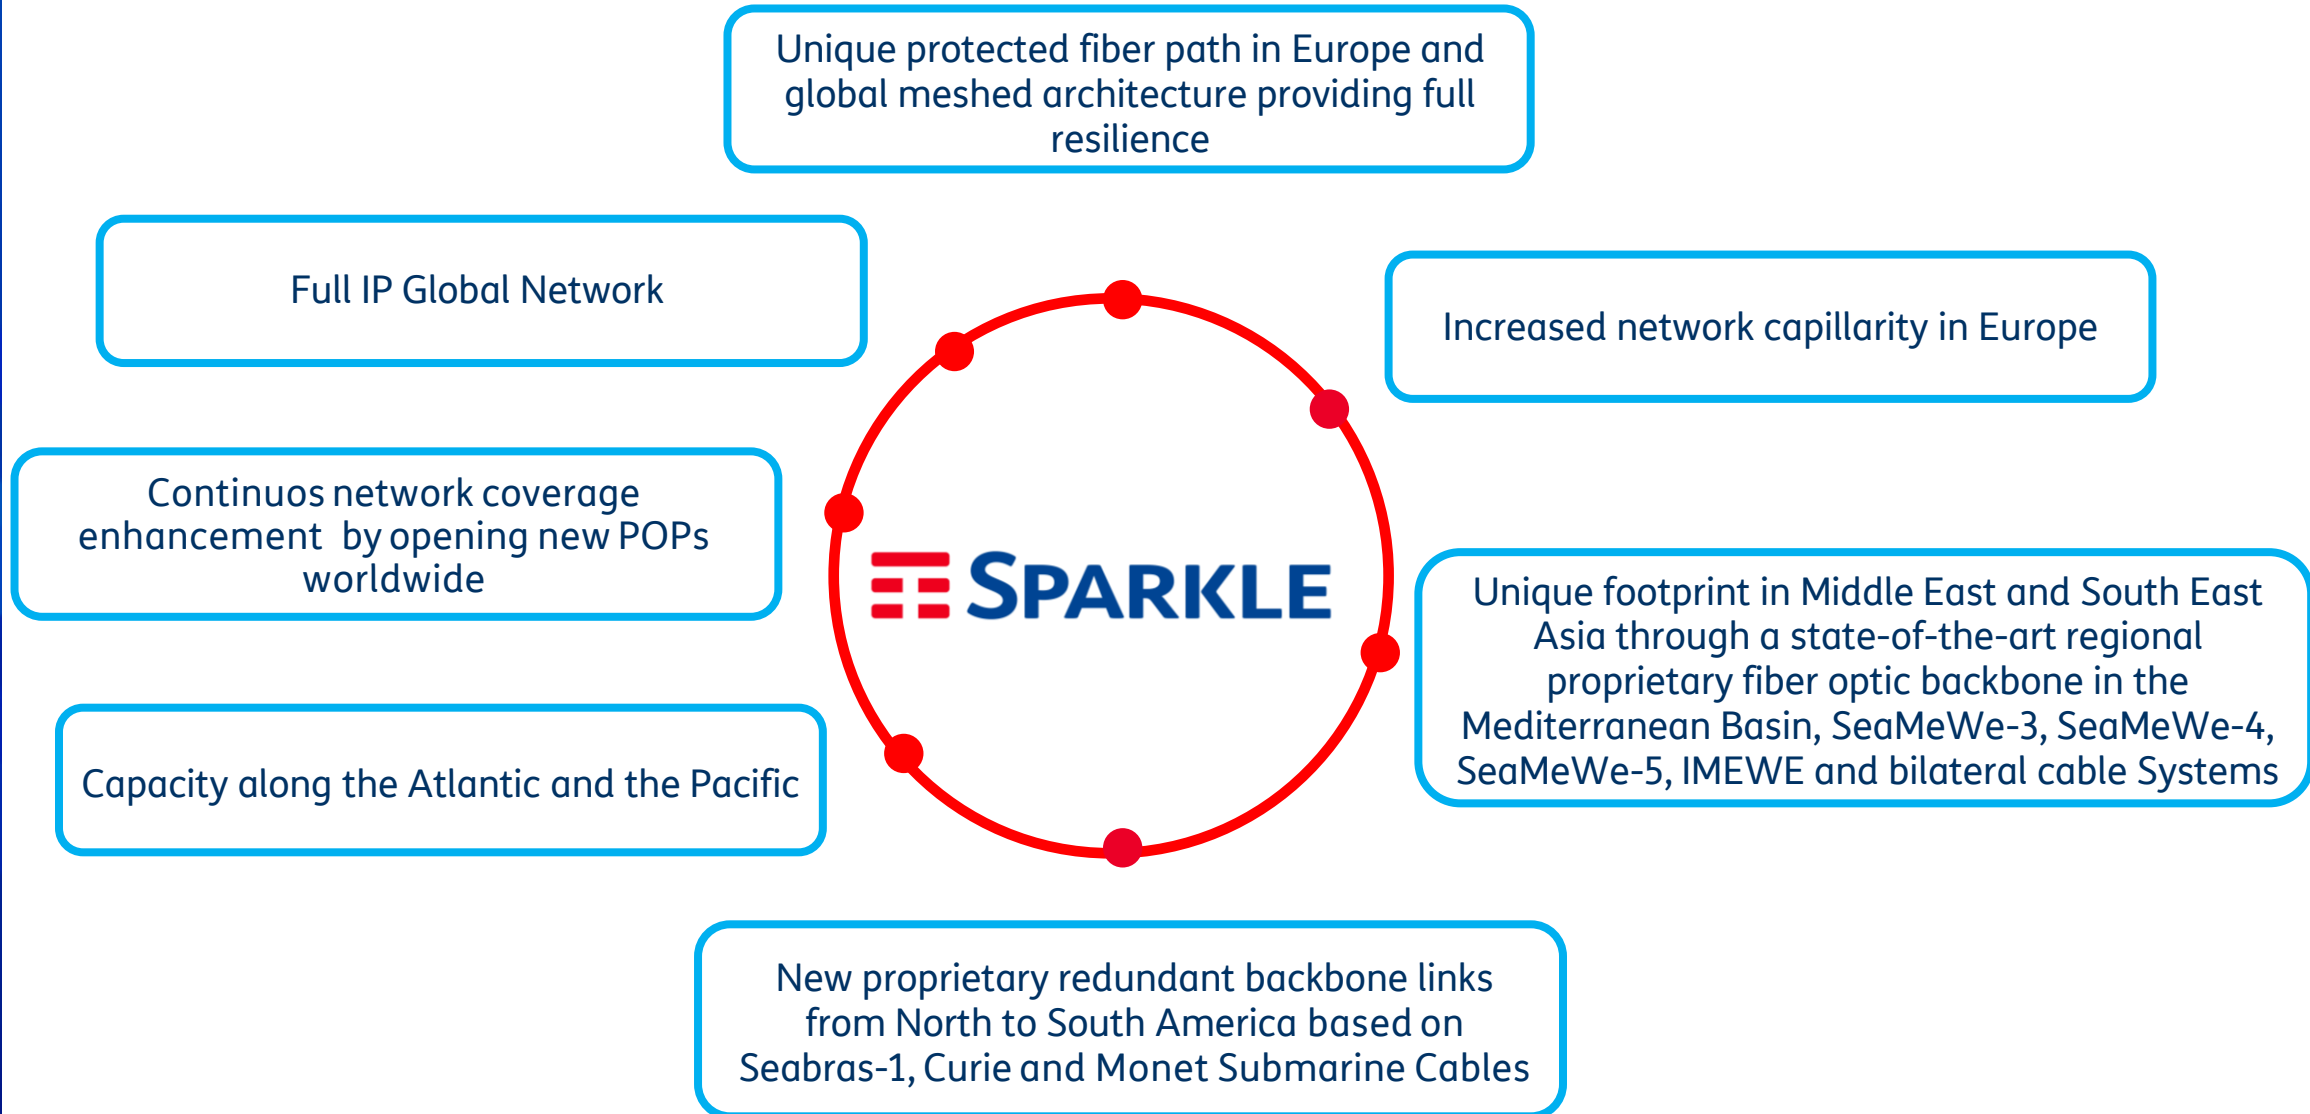 Unique protected fiber path in Europe and
global meshed architecture providing full
resilience
Full IP Global Network
Increased network capillarity in Europe
Continuos network coverage
enhancement by opening new POPs
worldwide
SPARKLE
Unique footprint in Middle East and South East
Asia through a state-of-the-art regional
proprietary fiber optic backbone in the
Mediterranean Basin, SeaMeWe-3, SeaMeWe-4,
SeaMeWe-5, IMEWE and bilateral cable Systems
Capacity along the Atlantic and the Pacific
New proprietary redundant backbone links
from North to South America based on
Seabras-1, Curie and Monet Submarine Cables